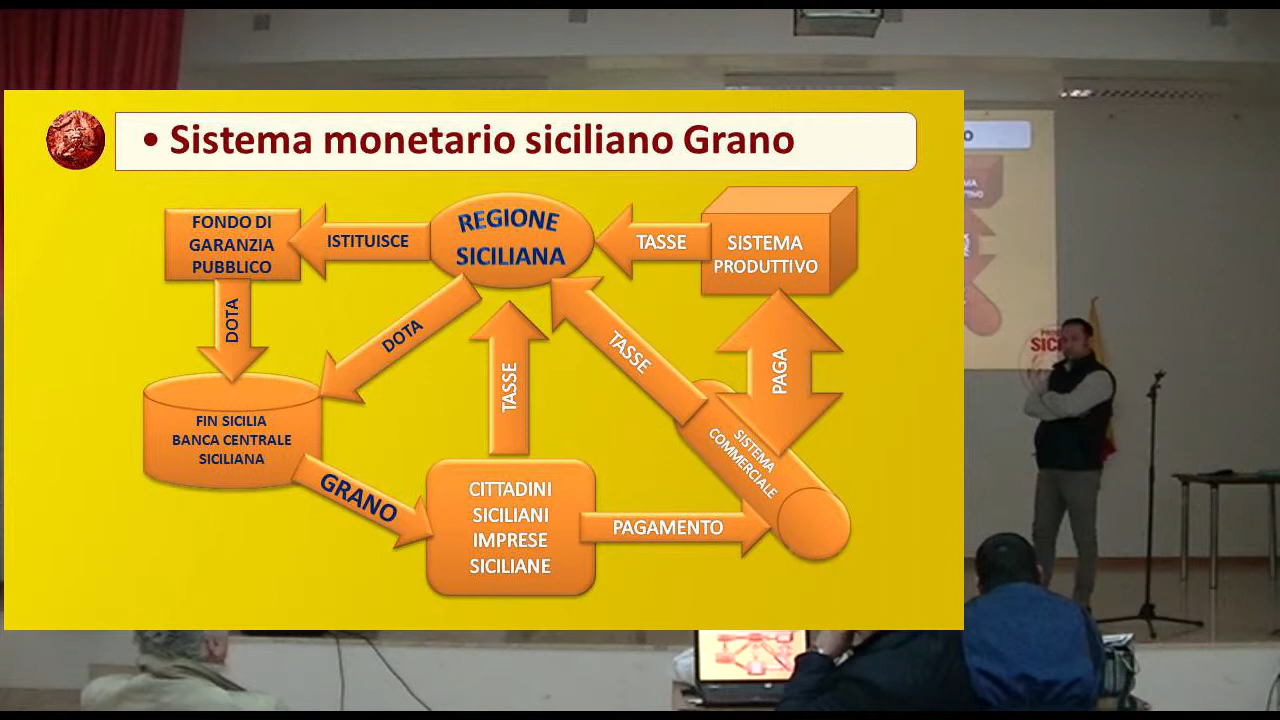 • Sistema monetario siciliano Grano
FONDO DI
GARANZIA
PUBBLICO
ISTITUISCE
REGIONE
SICILIANA
TASSE
SISTEMA
PRODUTTIVO
DOTA
DOTA
TASSE
TASSE
PAGA
FIN SICILIA
BANCA CENTRALE
SICILIANA
GRANO
CITTADINI
SICILIANI
IMPRESE
SICILIANE
PAGAMENTO
SISTEMA
COMMERCIALE
SIC